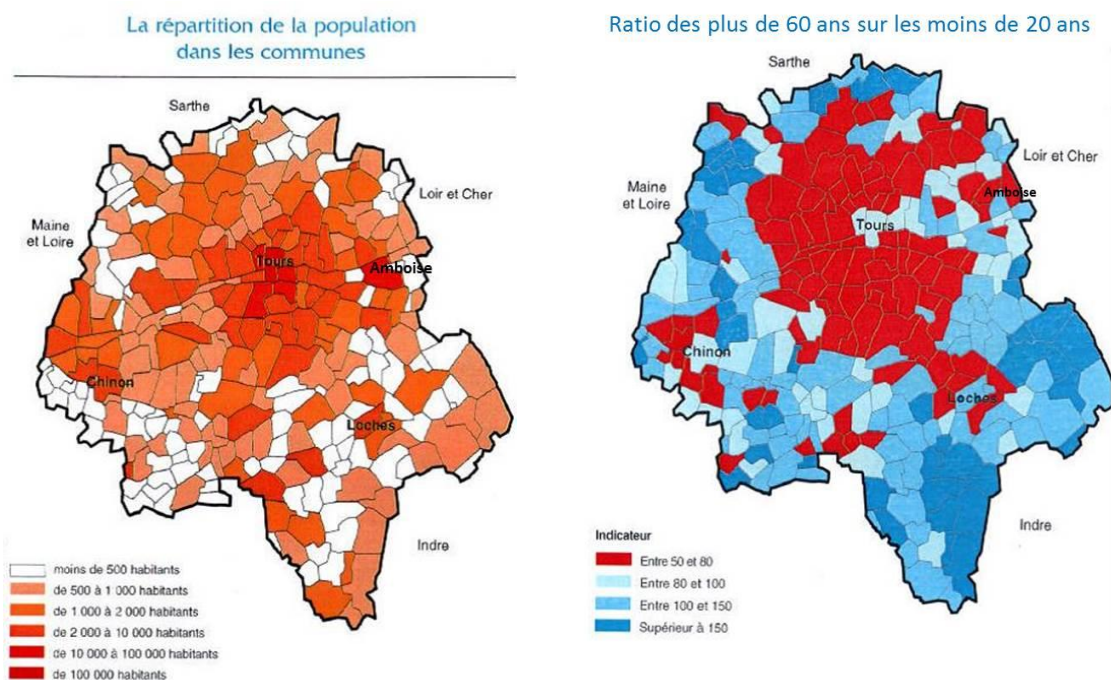 La répartition de la population
dans les communes
Sarthe
Loir et Cher
Maine
et Loire
Tours
Amboise
Chinon
Loches
Indre
moins de 500 habitants
de 500 à 1 000 habitants
de 1 000 à 2 000 habitants
de 2 000 à 10 000 habitants
de 10 000 à 100 000 habitants
de 100 000 habitants
Ratio des plus de 60 ans sur les moins de 20 ans
Sarthe
Loir et Cher
Maine
et Loire
Amboise
Tours
Chinon
Loches
Indre
Indicateur
Entre 50 et 80
Entre 80 et 100
Entre 100 et 150
Supérieur à 150